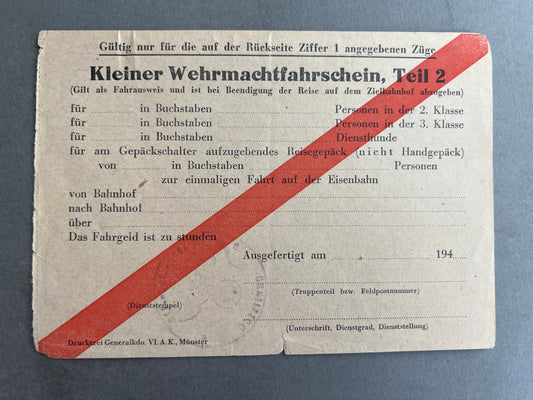 Gültig nur für die auf der Rückseite Ziffer 1 angegebenen Züge
Kleiner Wehrmachtfahrschein, Teil 2
(Gilt als Fahrausweis und ist bei Beendigung der Reise auf dem Zielbahnhof abzugeben)
für in Buchstaben Personen in der 2. Klasse
für in Buchstaben Personen in der 3. Klasse
für in Buchstaben Diensthunde
für am Gepäckschalter aufzugebendes Reisegepäck (nicht Handgepäck)
von in Buchstaben Personen
zur einmaligen Fahrt auf der Eisenbahn
von Bahnhof
nach Bahnhof
über
Das Fahrgeld ist zu stunden
Ausgefertigt am 194
(Truppenteil bzw. Feldpostnummer)
(Dienststempel)
(Unterschrift, Dienstgrad, Dienststellung)
Druckerei Generalkdo. VI. A. K., Münster